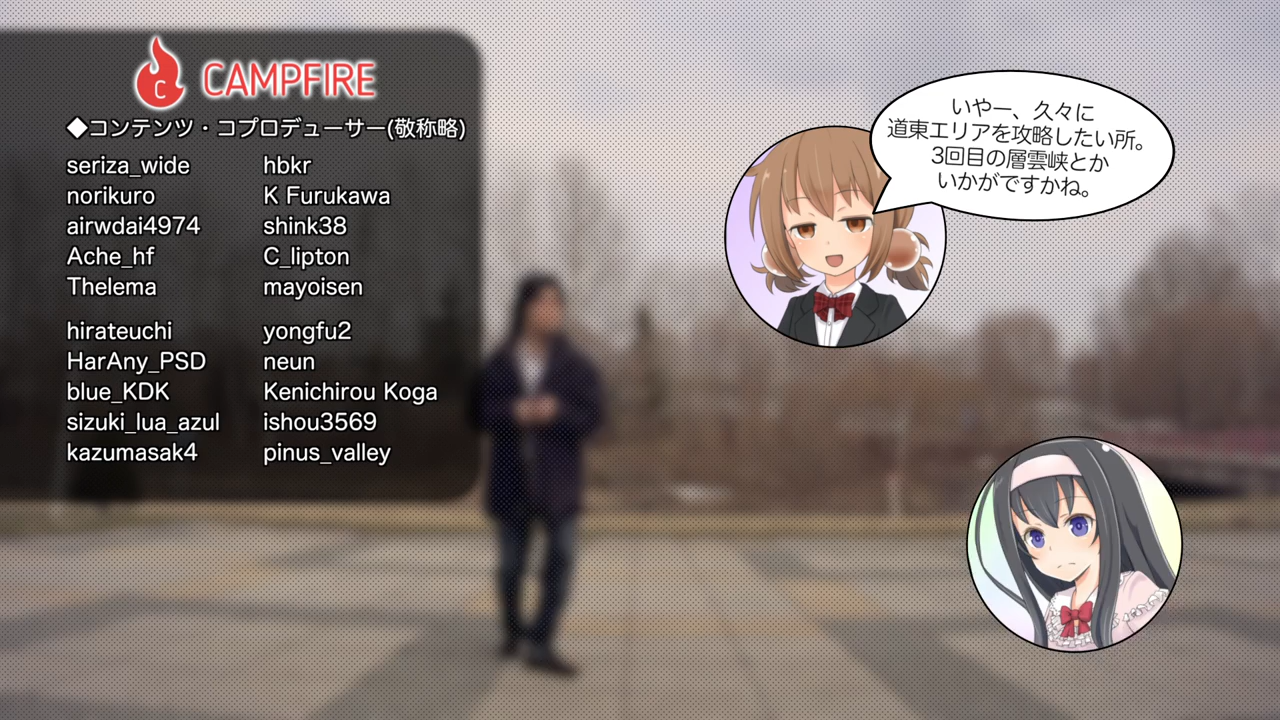 CAMPFIRE
◆コンテンツ・コプロデューサー(敬称略)
seriza_wide
norikuro
airwdai4974
Ache_hf
Thelema
hirateuchi
HarAny_PSD
blue_KDK
sizuki_lua_azul
kazumasak4
hbkr
K Furukawa
shink38
C_lipton
mayoisen
yongfu2
neun
Kenichirou Koga
ishou3569
pinus_valley
いやー、久々に
道東エリアを攻略したい所。
3回目の層雲峡とか
いかがですかね。